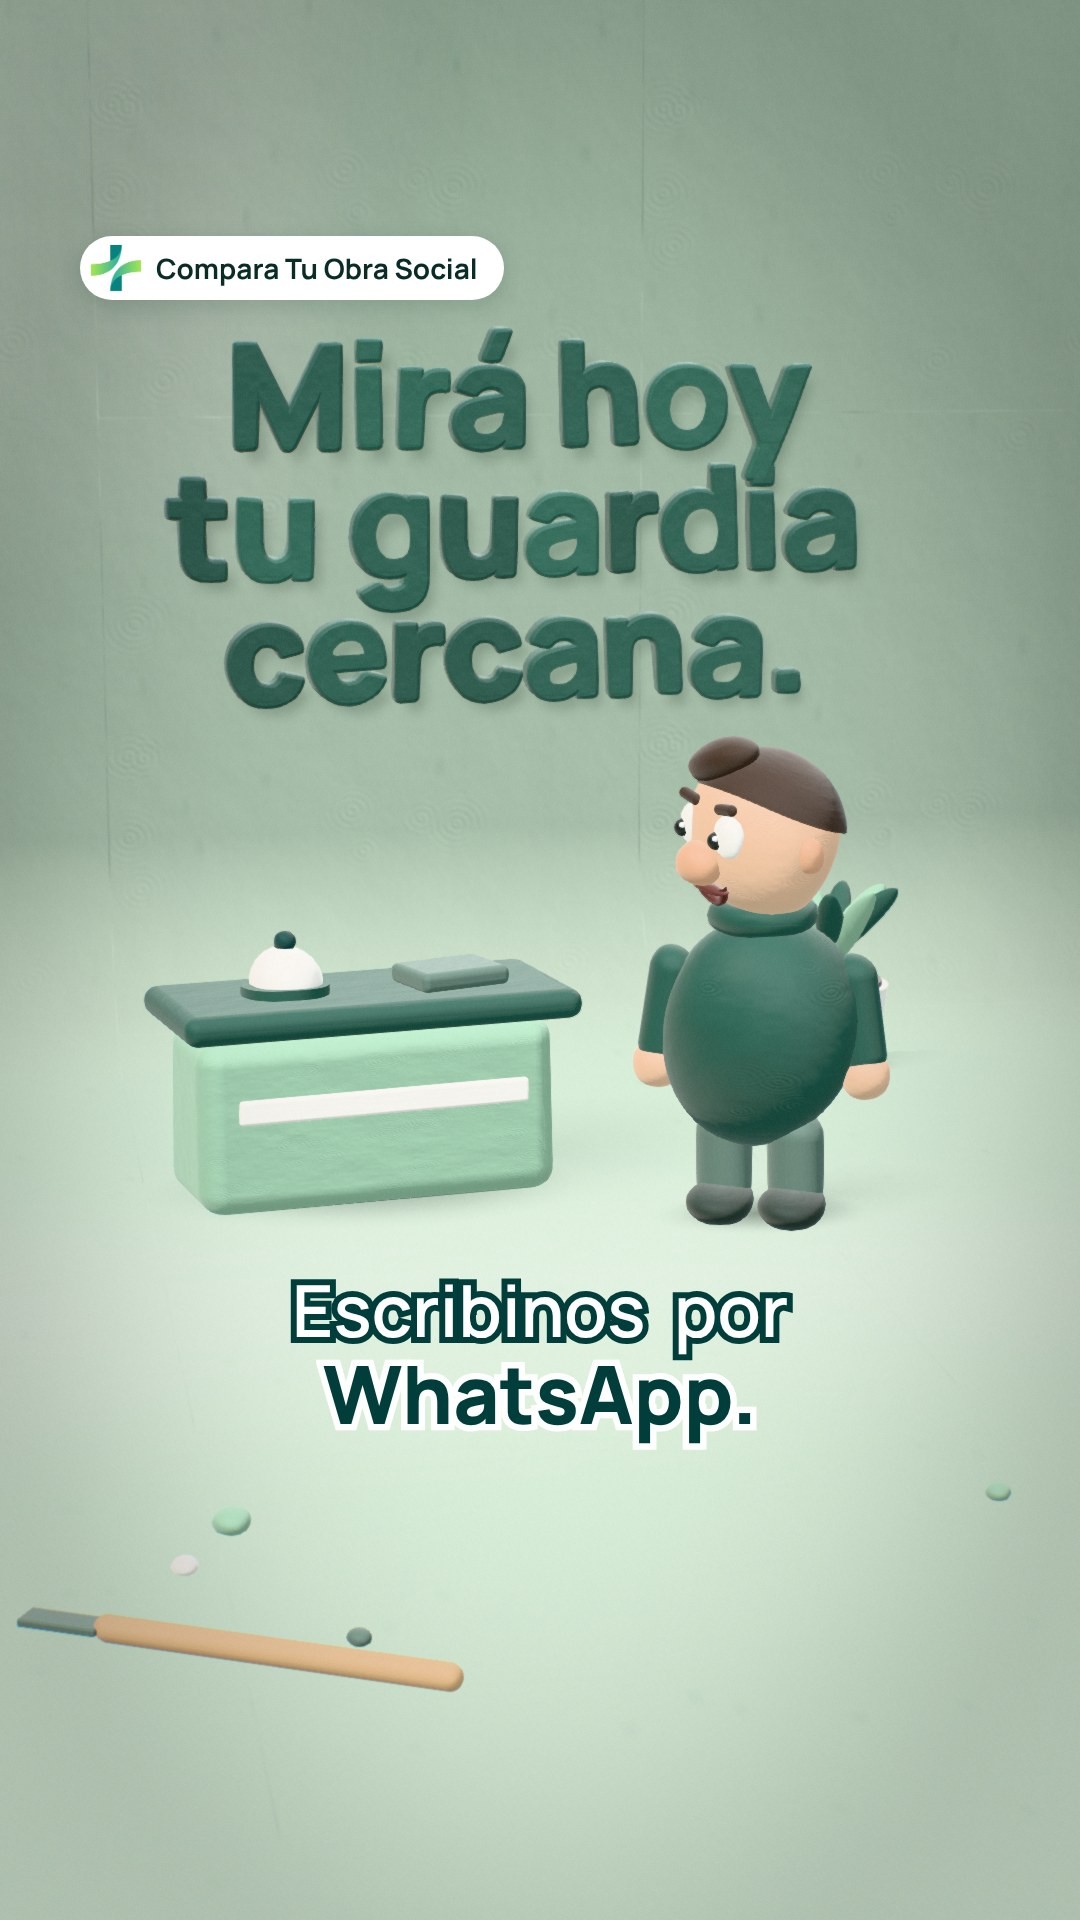 Compara Tu Obra Social
Mirá hoy
tu guardia
cercana.
Escribinos por
WhatsApp.